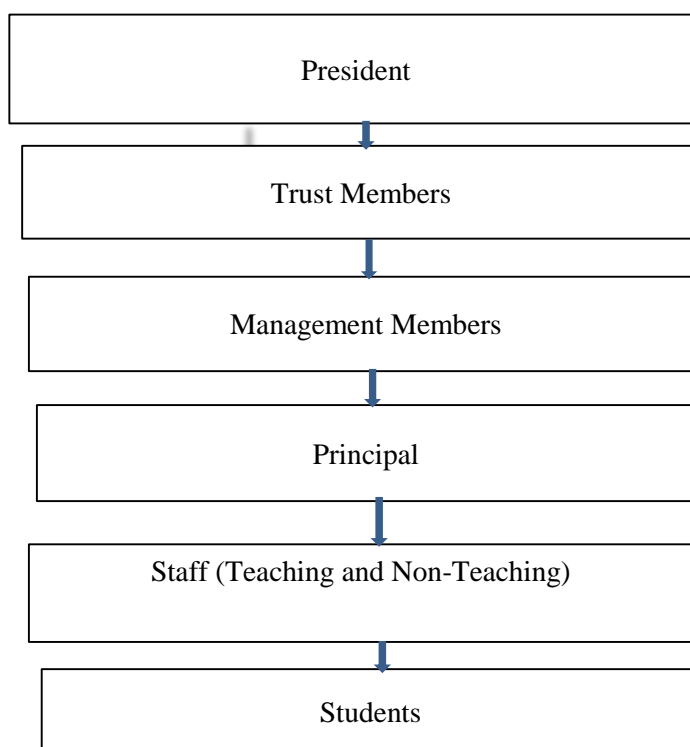 President
Trust Members
Management Members
Principal
Staff (Teaching and Non-Teaching)
Students